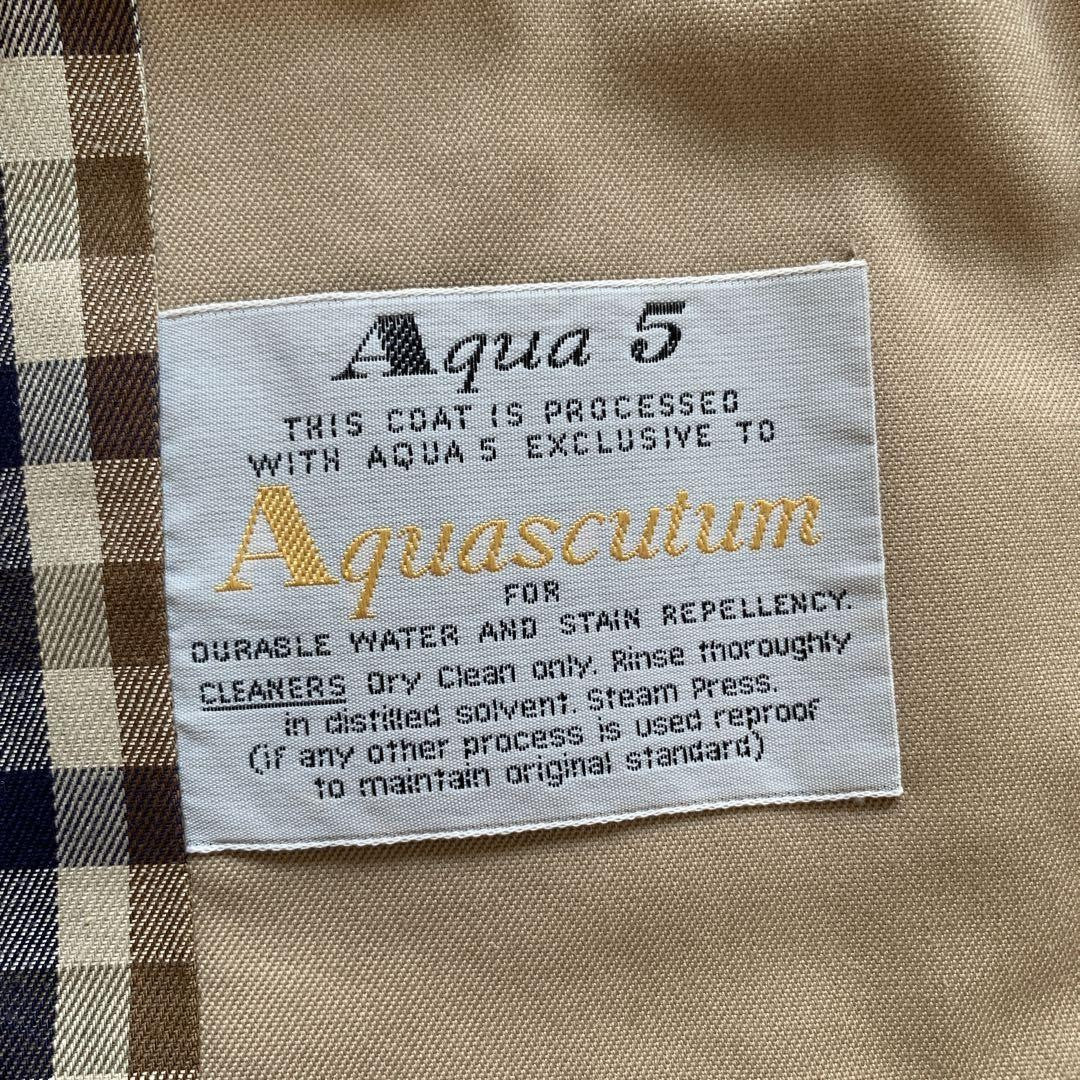 Aqua 5
THIS COAT IS PROCESSED
WITH AQUA 5 EXCLUSIVE TO
Aquascutum
FOR
DURABLE WATER AND STAIN REPELLENCY.
CLEANERS Dry Clean only. Rinse thoroughly
in distilled solvent. Steam Press.
(if any other process is used reproof
to maintain original standard)